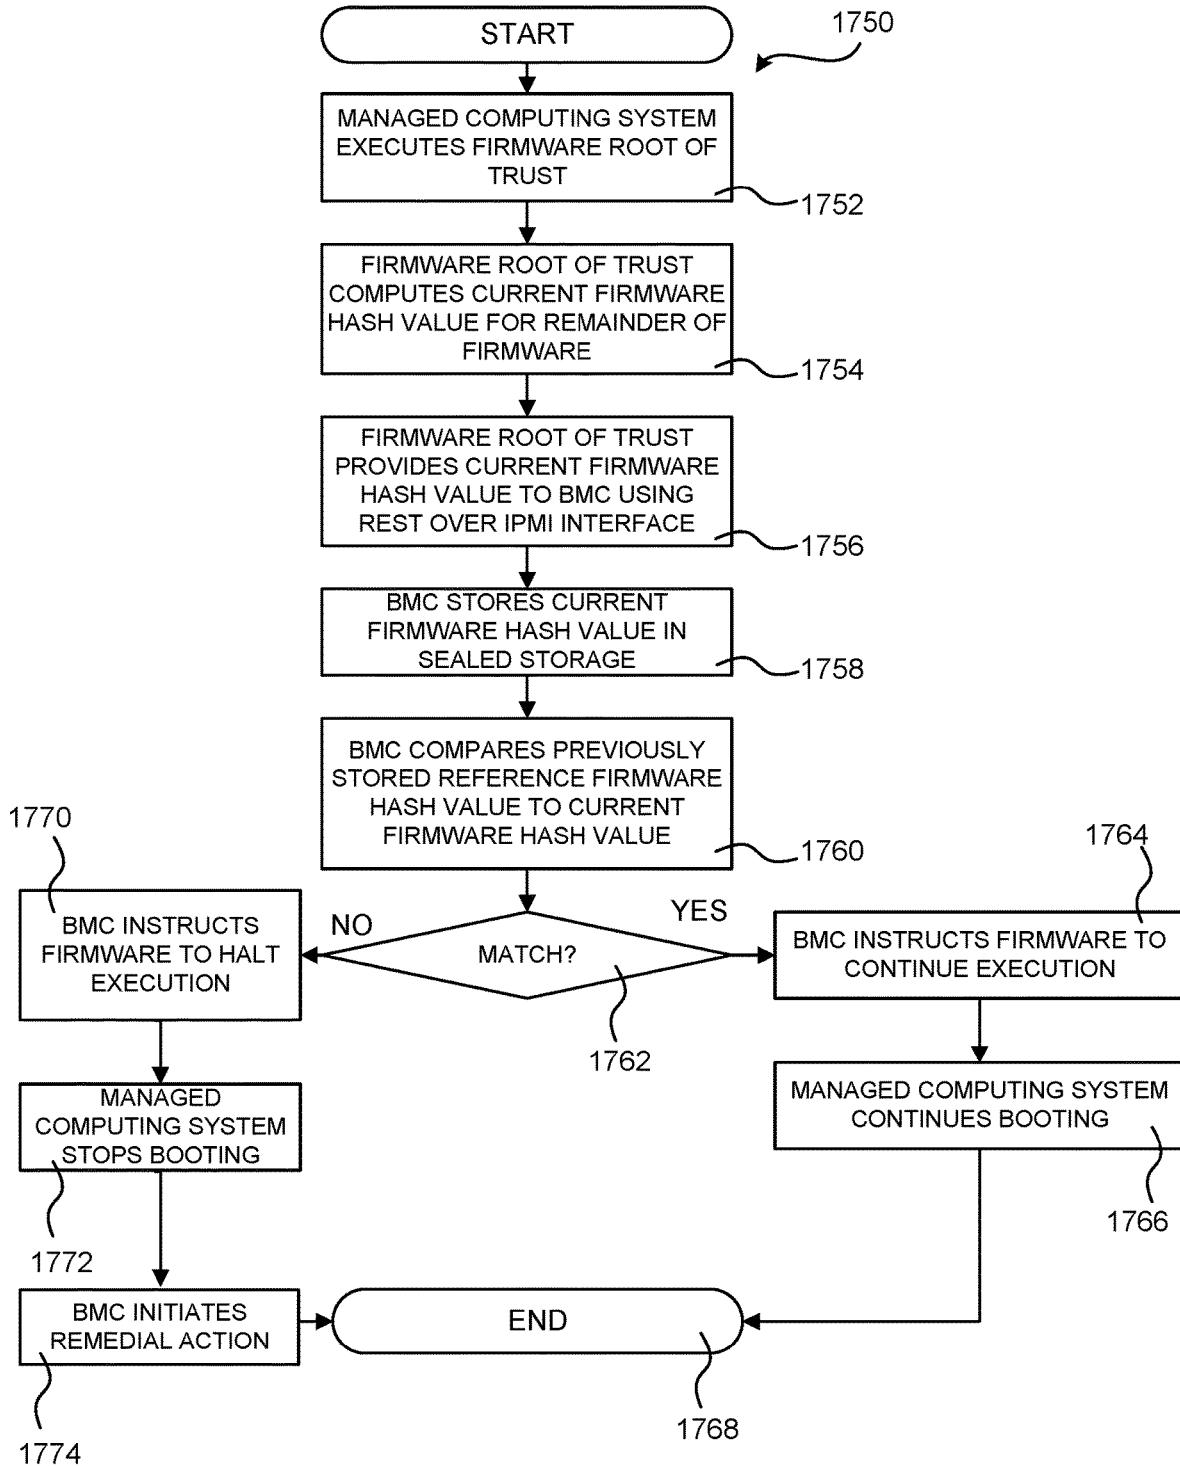 START
1750
MANAGED COMPUTING SYSTEM
EXECUTES FIRMWARE ROOT OF
TRUST
1752
FIRMWARE ROOT OF TRUST
COMPUTES CURRENT FIRMWARE
HASH VALUE FOR REMAINDER OF
FIRMWARE
1754
FIRMWARE ROOT OF TRUST
PROVIDES CURRENT FIRMWARE
HASH VALUE TO BMC USING
REST OVER IPMI INTERFACE
1756
BMC STORES CURRENT
FIRMWARE HASH VALUE IN
SEALED STORAGE
1758
BMC COMPARES PREVIOUSLY
STORED REFERENCE FIRMWARE
HASH VALUE TO CURRENT
FIRMWARE HASH VALUE
1760
MATCH?
1762
NO
YES
1770
BMC INSTRUCTS
FIRMWARE TO HALT
EXECUTION
1764
BMC INSTRUCTS FIRMWARE TO
CONTINUE EXECUTION
MANAGED
COMPUTING SYSTEM
STOPS BOOTING
1772
MANAGED COMPUTING SYSTEM
CONTINUES BOOTING
1766
BMC INITIATES
REMEDIAL ACTION
1774
END
1768